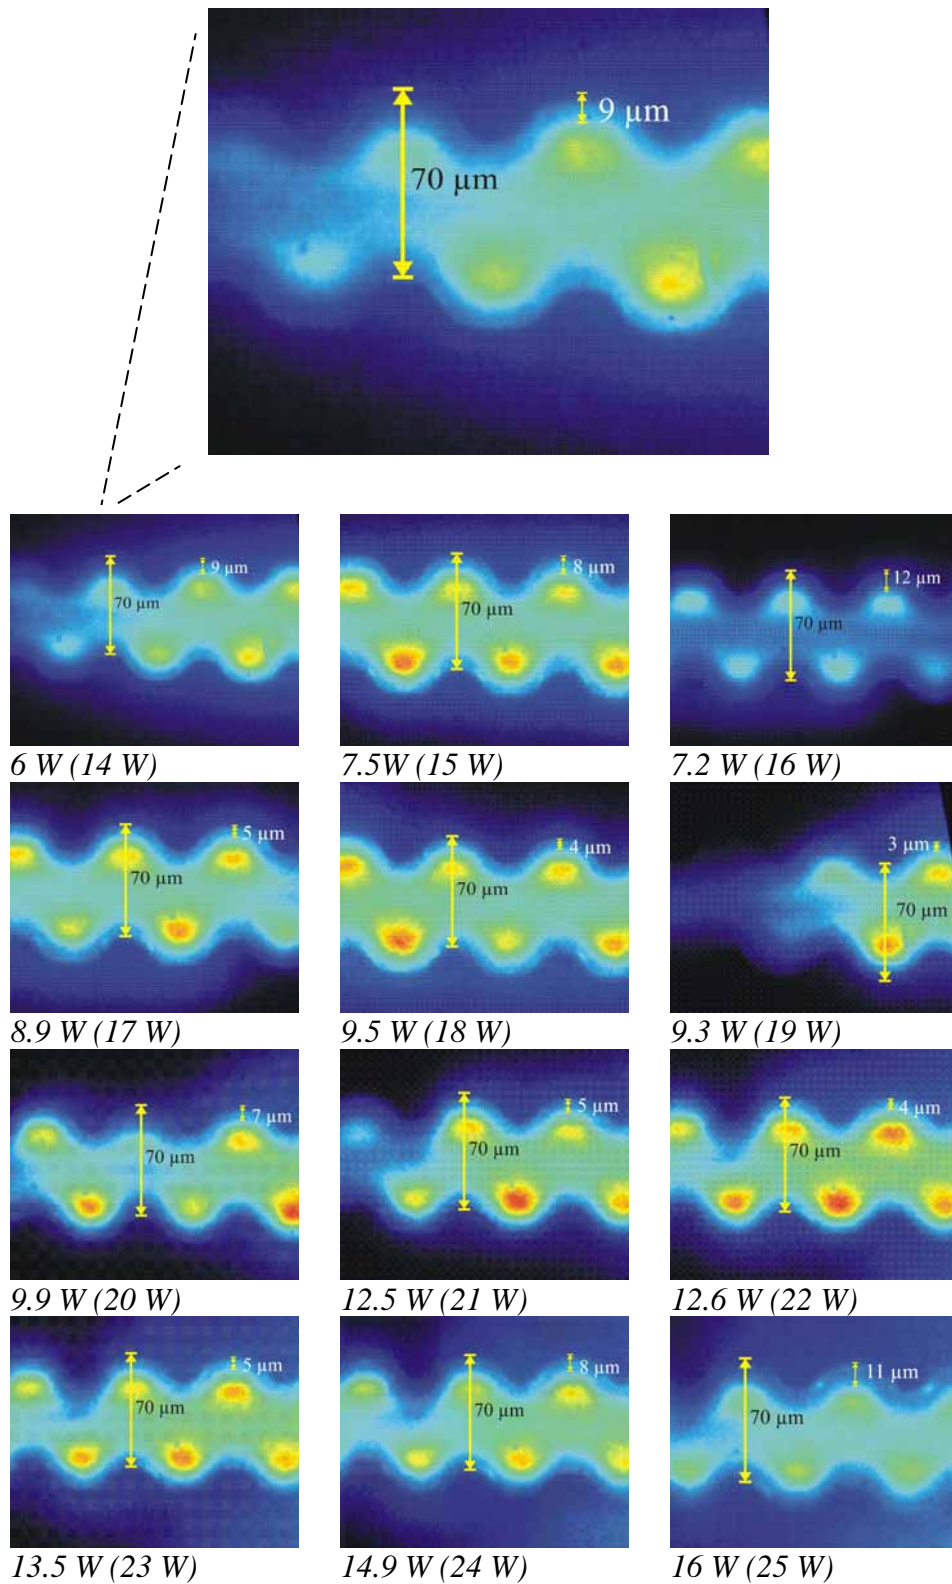 9 µm
70 µm
9 µm
70 µm
8 µm
70 µm
12 µm
70 µm
6 W (14 W)
7.5W (15 W)
7.2 W (16 W)
5 µm
70 µm
4 µm
70 µm
3 µm
70 µm
8.9 W (17 W)
9.5 W (18 W)
9.3 W (19 W)
7 µm
70 µm
5 µm
70 µm
4 µm
70 µm
9.9 W (20 W)
12.5 W (21 W)
12.6 W (22 W)
5 µm
70 µm
8 µm
70 µm
11 µm
70 µm
13.5 W (23 W)
14.9 W (24 W)
16 W (25 W)